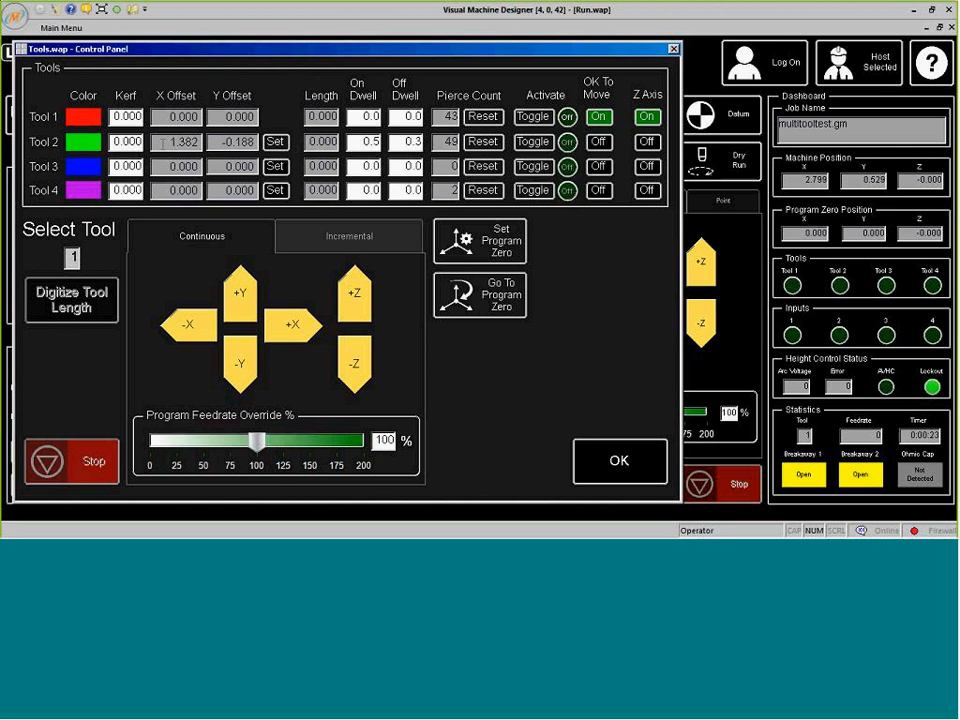 Visual Machine Designer [4, 0, 42] - [Run.wap]
Main Menu
Tools.wap - Control Panel
Tools
Color Kerf X Offset Y Offset Length On Dwell Off Dwell Pierce Count Activate OK To Move Z Axis
Tool 1 0.000 0.000 0.000 0.000 0.0 0.0 43 Reset Toggle Off On On
Tool 2 0.000 1.382 -0.188 Set 0.000 0.5 0.3 49 Reset Toggle Off Off Off
Tool 3 0.000 0.000 0.000 Set 0.000 0.0 0.0 0 Reset Toggle Off Off Off
Tool 4 0.000 0.000 0.000 Set 0.000 0.0 0.0 2 Reset Toggle Off Off Off
Select Tool
1
Digitize Tool
Length
Continuous Incremental
+Y
-X +X
-Y
+Z
-Z
Set
Program
Zero
Go To
Program
Zero
Program Feedrate Override %
100 %
0 25 50 75 100 125 150 175 200
Stop
OK
Log On
Host
Selected
?
Datum
Dry
Run
Point
+Z
-Z
100 %
75 200
Stop
Dashboard
Job Name
multitooltest.gm
Machine Position
X Y Z
2.799 0.529 -0.000
Program Zero Position
X Y Z
0.000 0.000 -0.000
Tools
Tool 1 Tool 2 Tool 3 Tool 4
Inputs
1 2 3 4
Height Control Status
Arc Voltage Error AVHC Lockout
0 0
Statistics
Tool Feedrate Timer
1 0 0:00:23
Breakaway 1 Breakaway 2 Ohmic Cap
Open Open Not
Detected
Operator CAP NUM SCRL Online Firewall